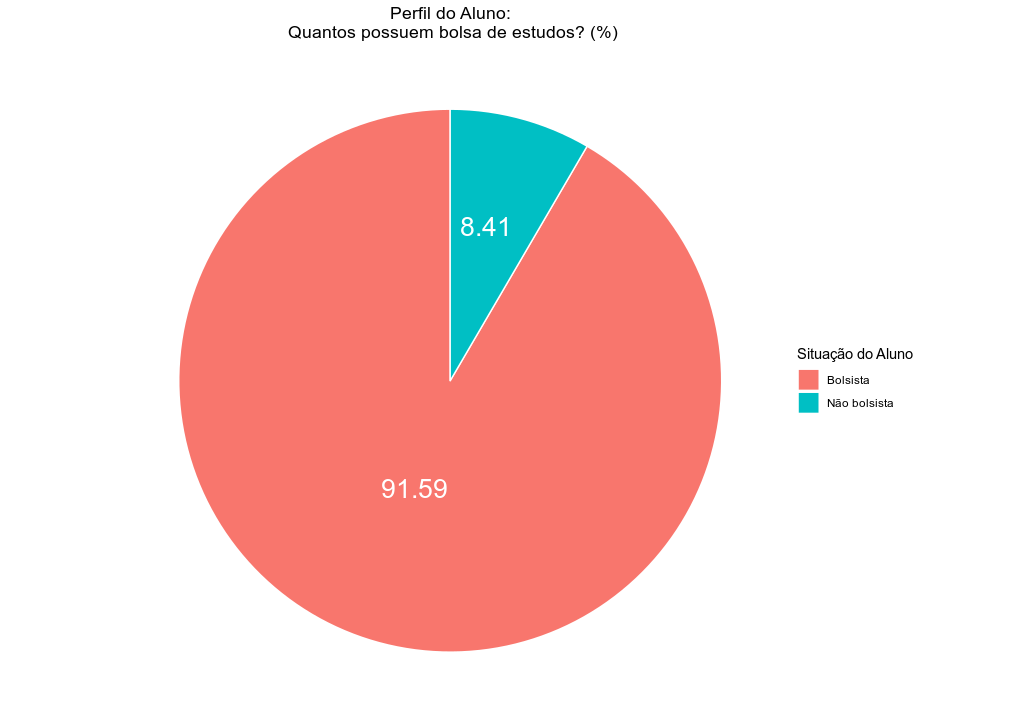 Perfil do Aluno:
Quantos possuem bolsa de estudos? (%)
8.41
91.59
Situação do Aluno
Bolsista
Não bolsista